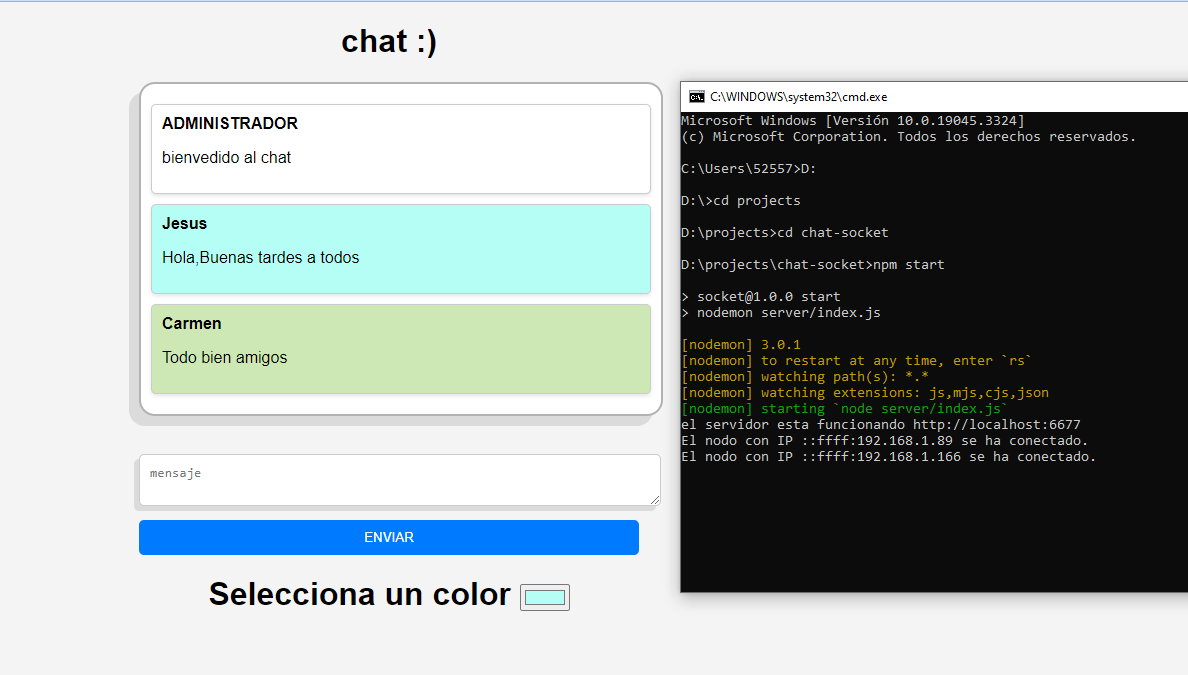 chat :)
ADMINISTRADOR
bienvedido al chat
Jesus
Hola,Buenas tardes a todos
Carmen
Todo bien amigos
mensaje
ENVIAR
Selecciona un color
C:\WINDOWS\system32\cmd.exe
Microsoft Windows [Versión 10.0.19045.3324]
(c) Microsoft Corporation. Todos los derechos reservados.
C:\Users\52557>D:
D:\>cd projects
D:\projects>cd chat-socket
D:\projects\chat-socket>npm start
> socket@1.0.0 start
> nodemon server/index.js
[nodemon] 3.0.1
[nodemon] to restart at any time, enter `rs`
[nodemon] watching path(s): *.*
[nodemon] watching extensions: js,mjs,cjs,json
[nodemon] starting `node server/index.js`
el servidor esta funcionando http://localhost:6677
El nodo con IP ::ffff:192.168.1.89 se ha conectado.
El nodo con IP ::ffff:192.168.1.166 se ha conectado.